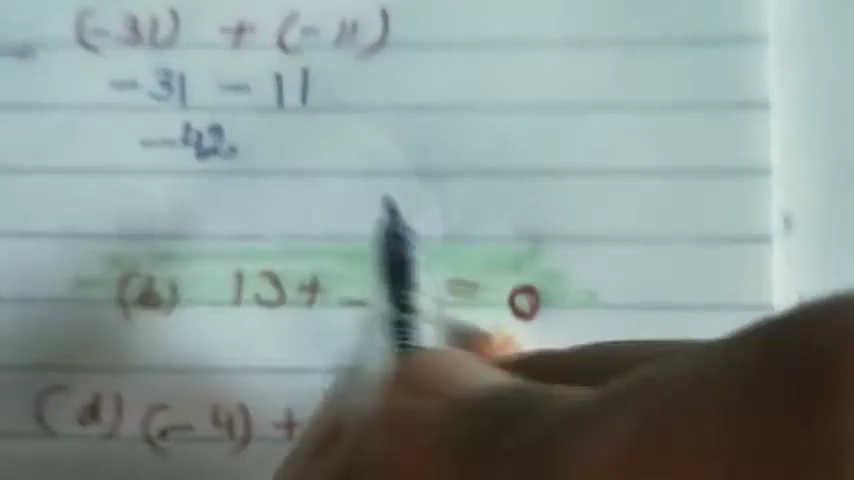 (-31) + (-11)
-31 - 11
-42
(b) 13 + _ = 0
(d) (-4) +